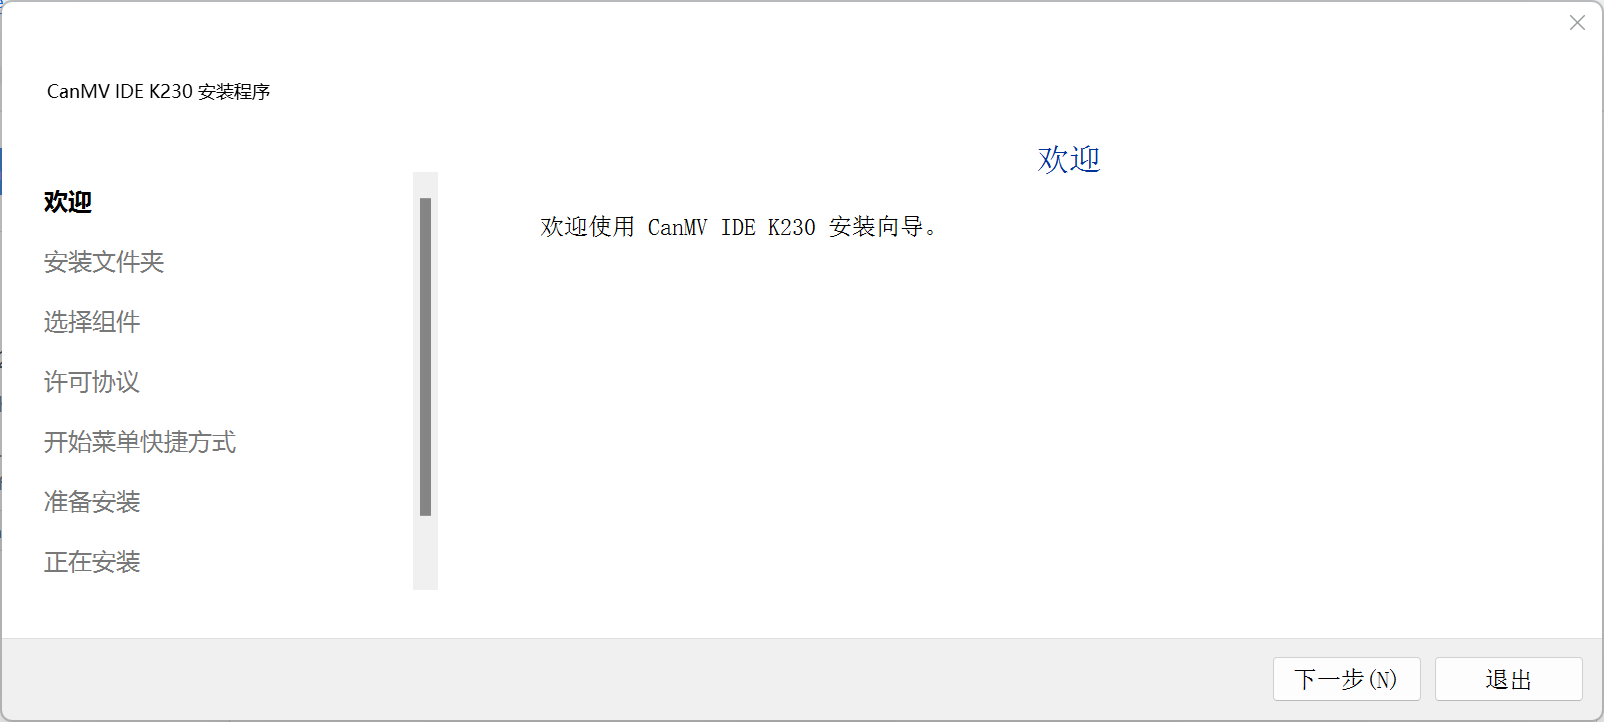 CanMV IDE K230 安装程序
欢迎
欢迎
欢迎使用 CanMV IDE K230 安装向导。
安装文件夹
选择组件
许可协议
开始菜单快捷方式
准备安装
正在安装
下一步(N)
退出